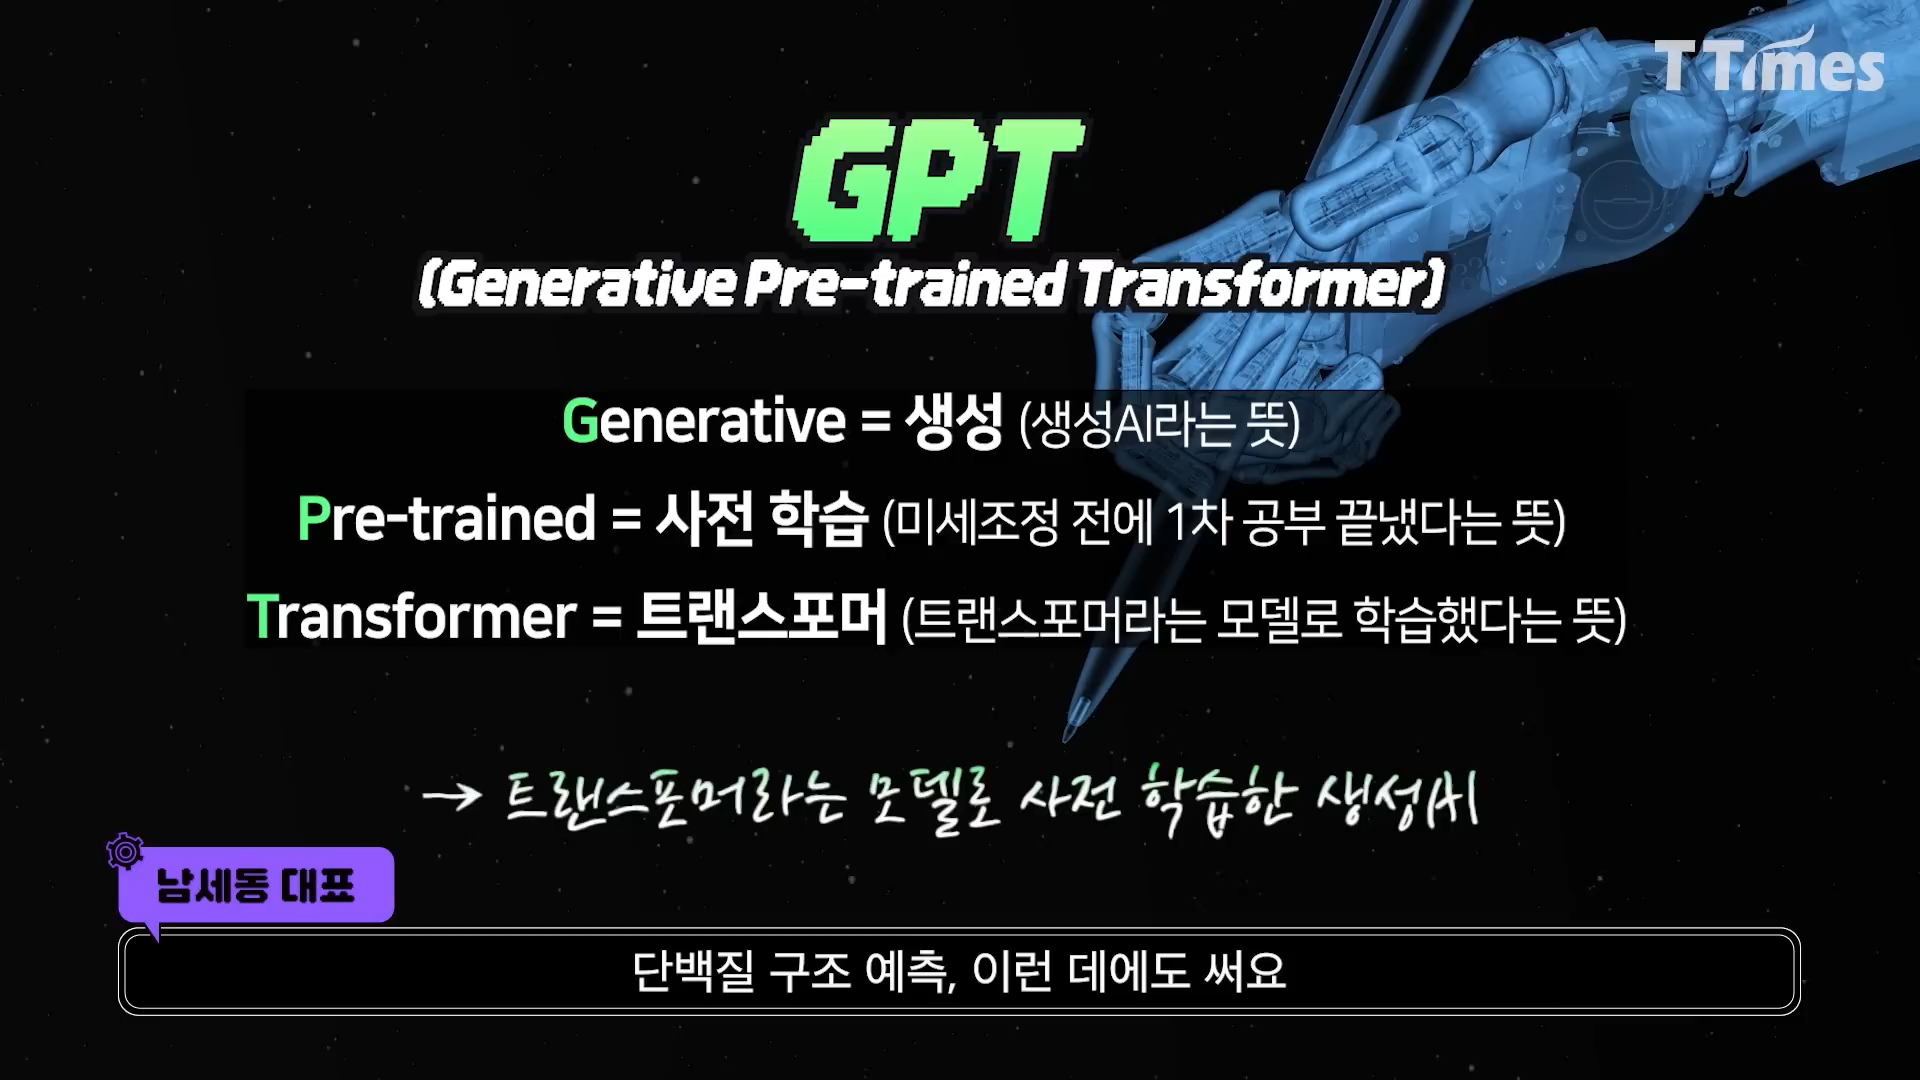 TTimes
GPT
(Generative Pre-trained Transformer)
Generative = 생성 (생성AI라는 뜻)
Pre-trained = 사전 학습 (미세조정 전에 1차 공부 끝냈다는 뜻)
Transformer = 트랜스포머 (트랜스포머라는 모델로 학습했다는 뜻)
→ 트랜스포머라는 모델로 사전 학습한 생성AI
남세동 대표
단백질 구조 예측, 이런 데에도 써요